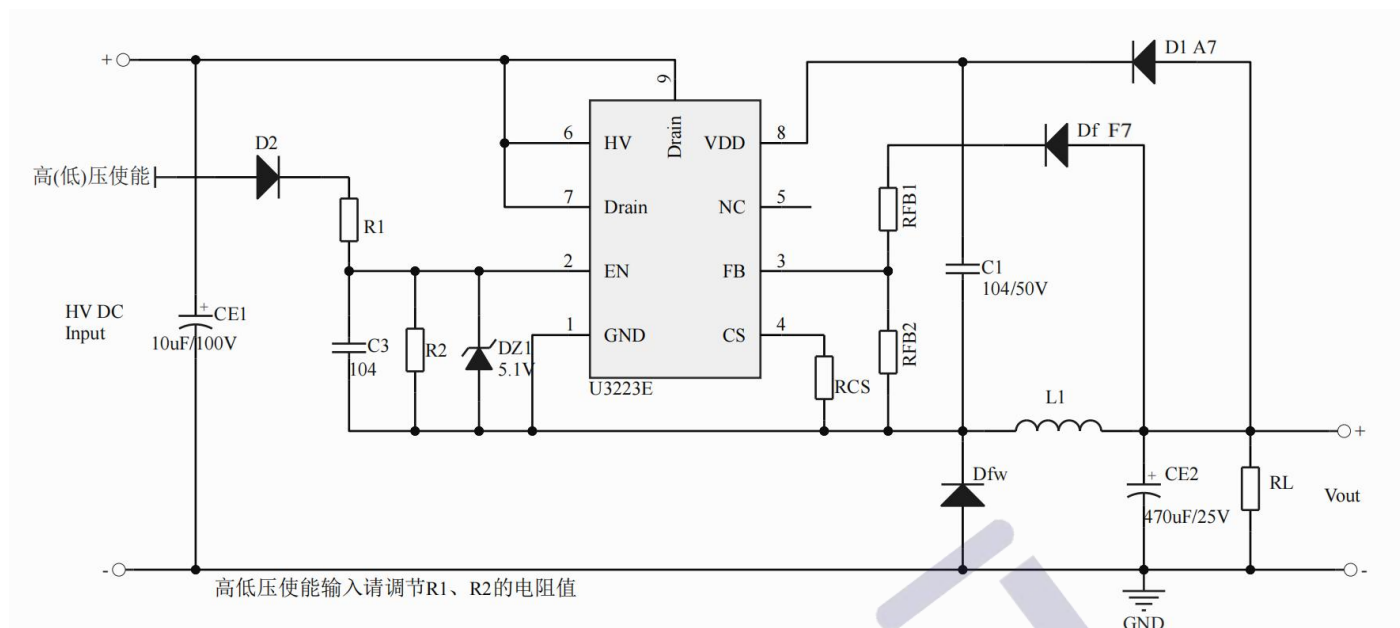 +
D1 A7
9
Drain
6
HV
VDD
8
Df F7
D2
高(低)压使能
7
Drain
NC
5
RFB1
R1
2
EN
FB
3
C1
104/50V
HV DC
Input
+
CE1
10uF/100V
1
GND
CS
4
C3
104
R2
DZ1
5.1V
RFB2
U3223E
RCS
L1
+
Dfw
+
CE2
470uF/25V
RL
Vout
-
高低压使能输入请调节R1、R2的电阻值
-
GND